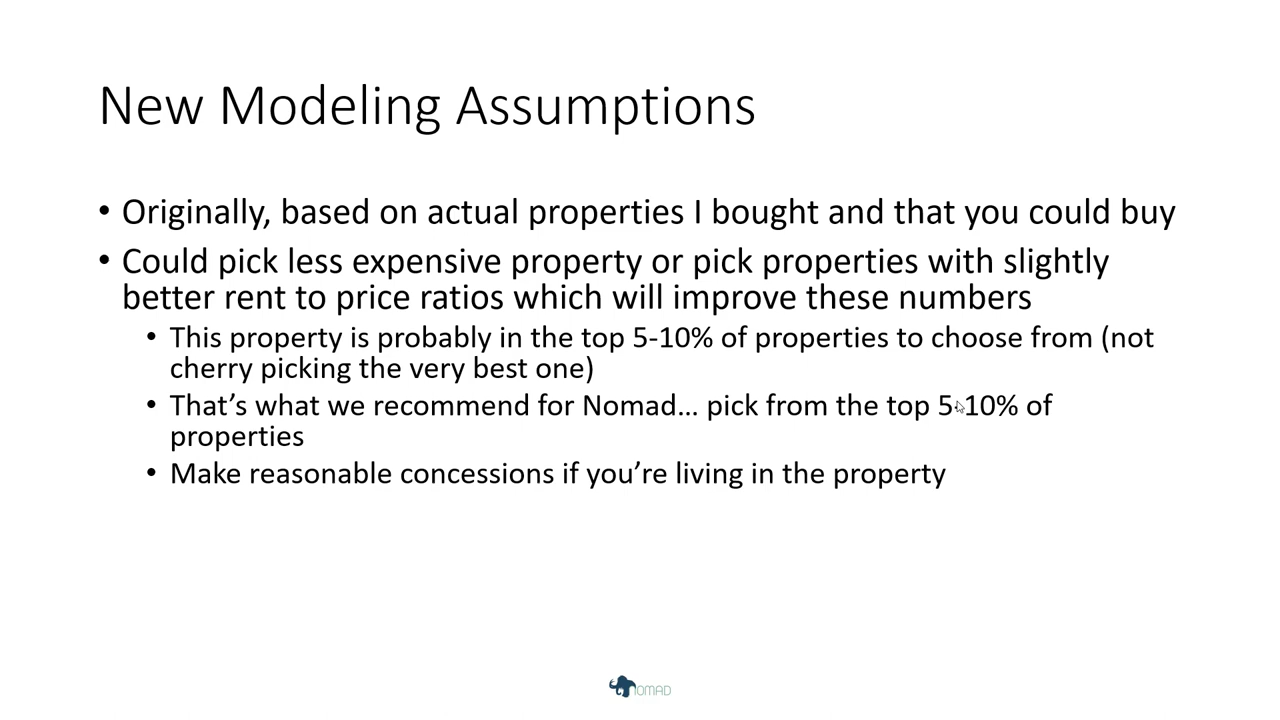 New Modeling Assumptions
• Originally, based on actual properties I bought and that you could buy
• Could pick less expensive property or pick properties with slightly
better rent to price ratios which will improve these numbers
• This property is probably in the top 5-10% of properties to choose from (not
cherry picking the very best one)
• That’s what we recommend for Nomad… pick from the top 5-10% of
properties
• Make reasonable concessions if you’re living in the property
NOMAD